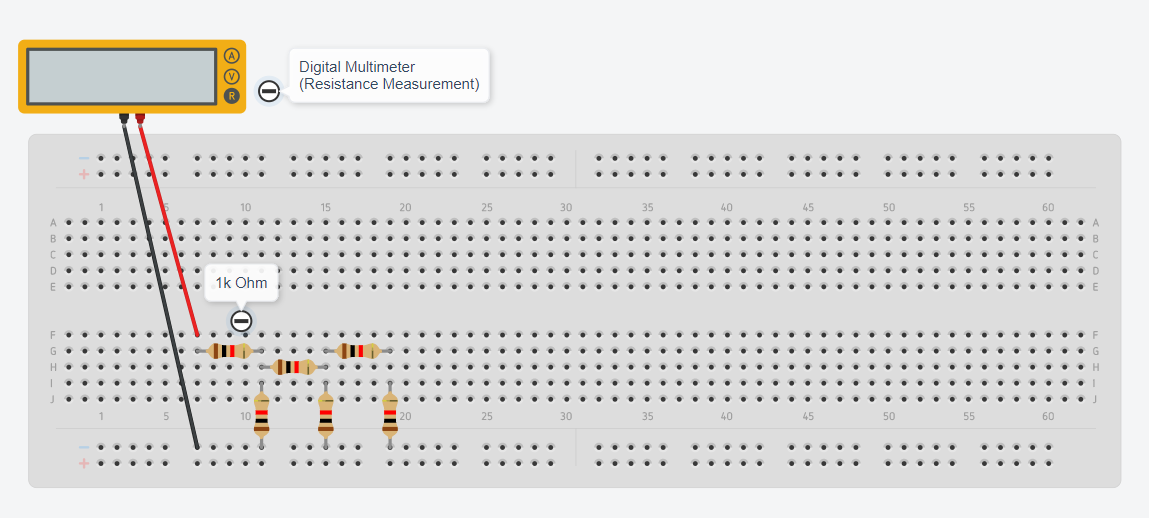 A
V
R
Digital Multimeter
(Resistance Measurement)
−
+
1 5 10 15 20 25 30 35 40 45 50 55 60
A A
B B
C C
D D
E E
1k Ohm
F F
G G
H H
I I
J J
1 5 10 15 20 25 30 35 40 45 50 55 60
−
+